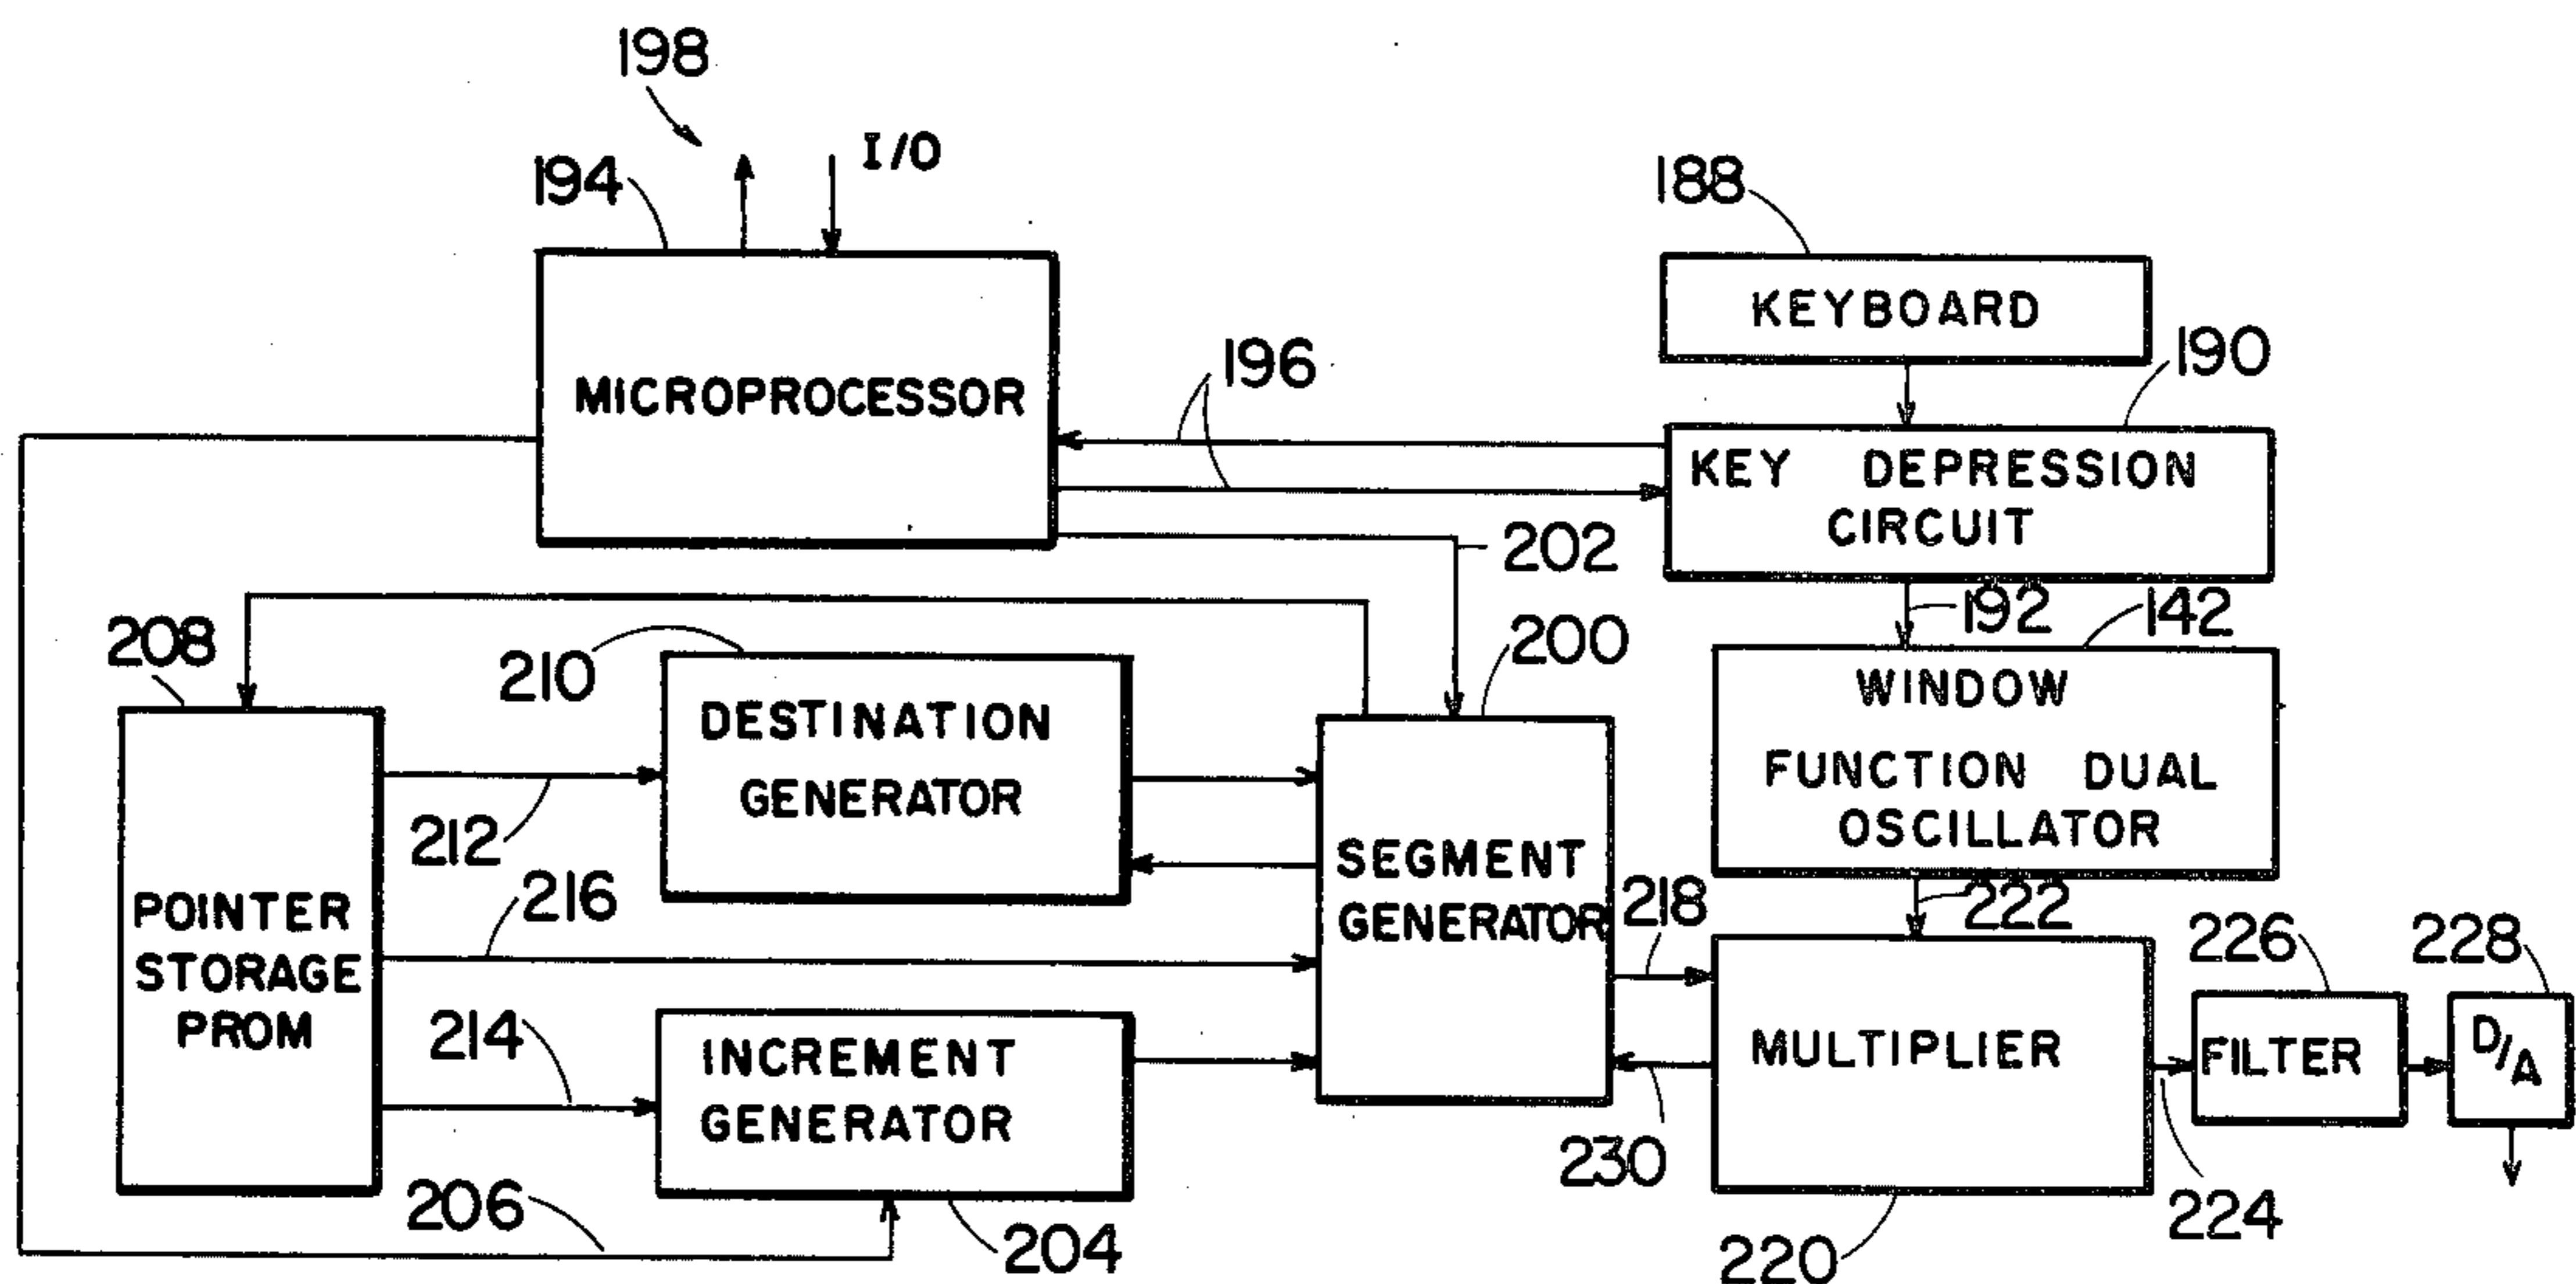 198
I/O
194
188
KEYBOARD
190
MICROPROCESSOR
196
KEY DEPRESSION
CIRCUIT
202
192
142
208
210
200
WINDOW
FUNCTION DUAL
OSCILLATOR
DESTINATION
GENERATOR
212
216
SEGMENT
GENERATOR
218
222
226
228
POINTER
STORAGE
PROM
214
INCREMENT
GENERATOR
MULTIPLIER
FILTER
D/A
230
206
204
220
224